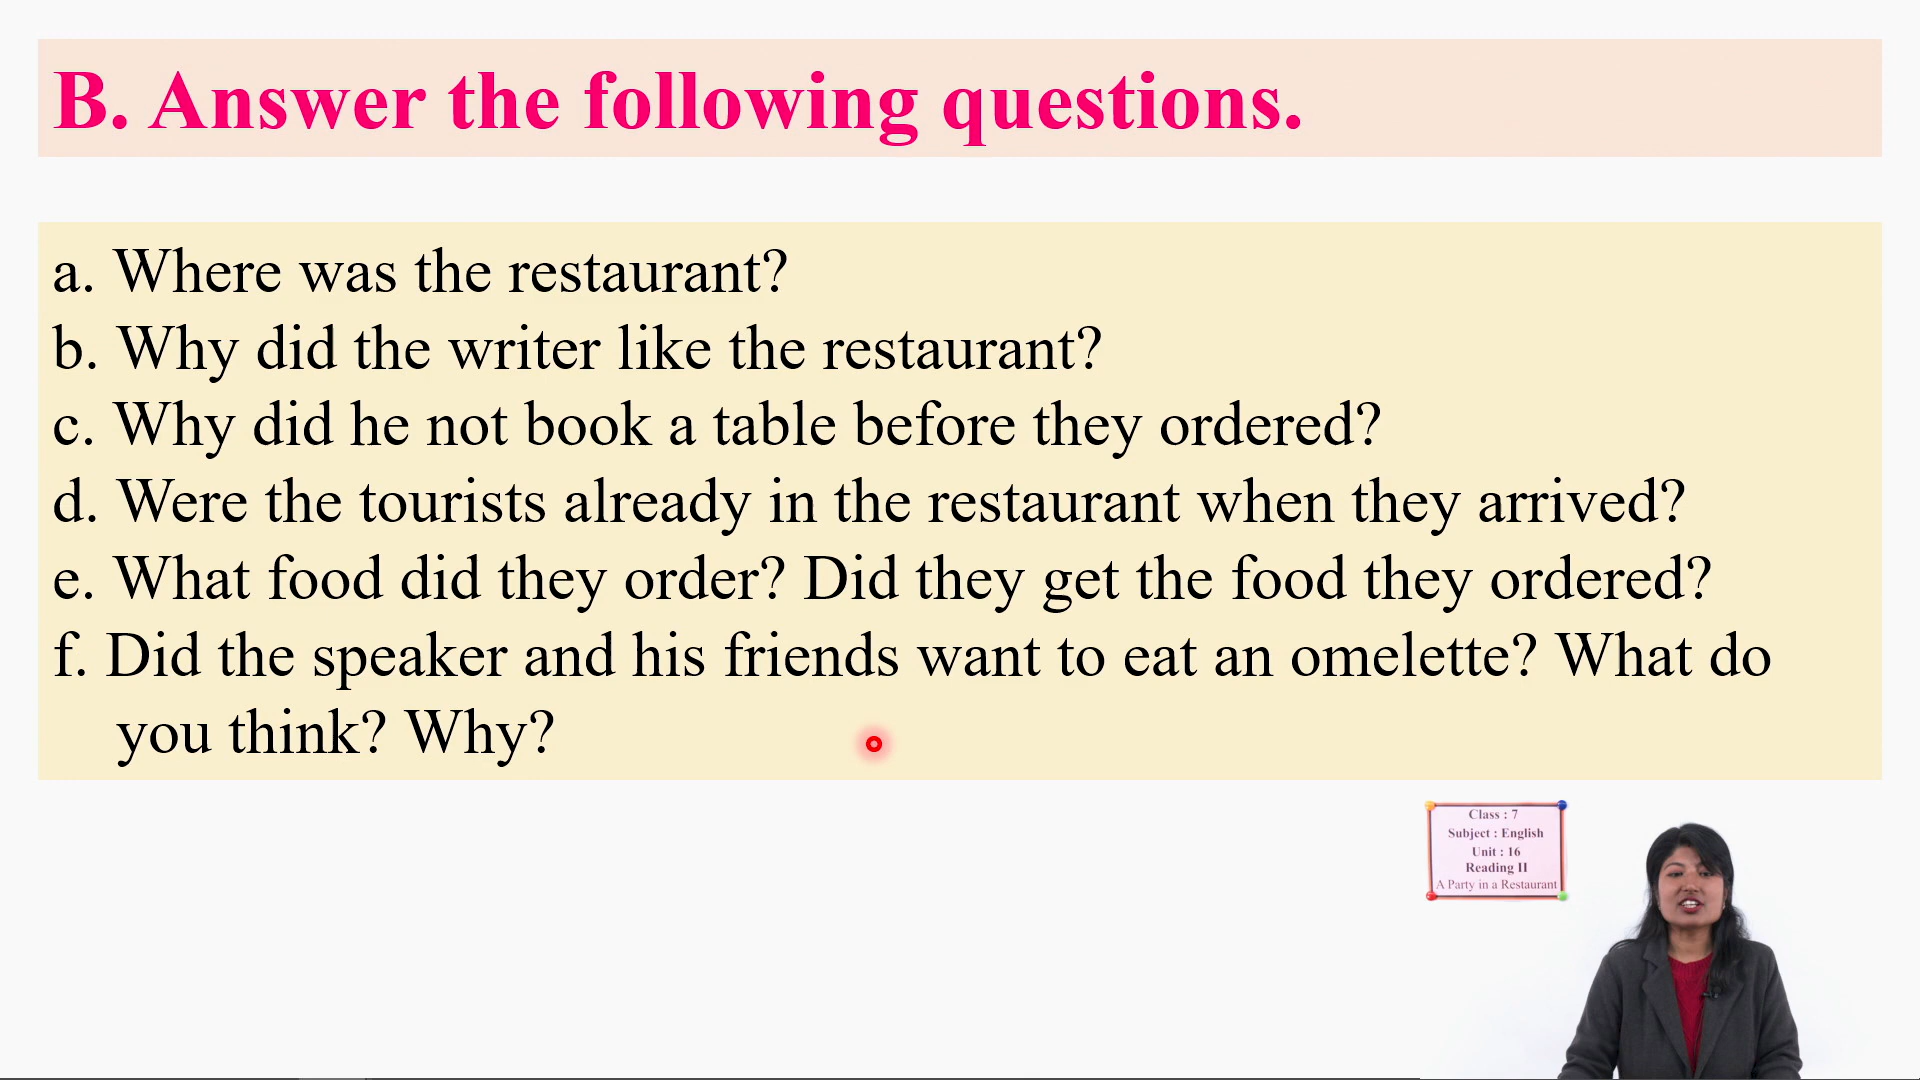 B. Answer the following questions.
a. Where was the restaurant?
b. Why did the writer like the restaurant?
c. Why did he not book a table before they ordered?
d. Were the tourists already in the restaurant when they arrived?
e. What food did they order? Did they get the food they ordered?
f. Did the speaker and his friends want to eat an omelette? What do
you think? Why?
Class : 7
Subject : English
Unit : 16
Reading II
A Party in a Restaurant